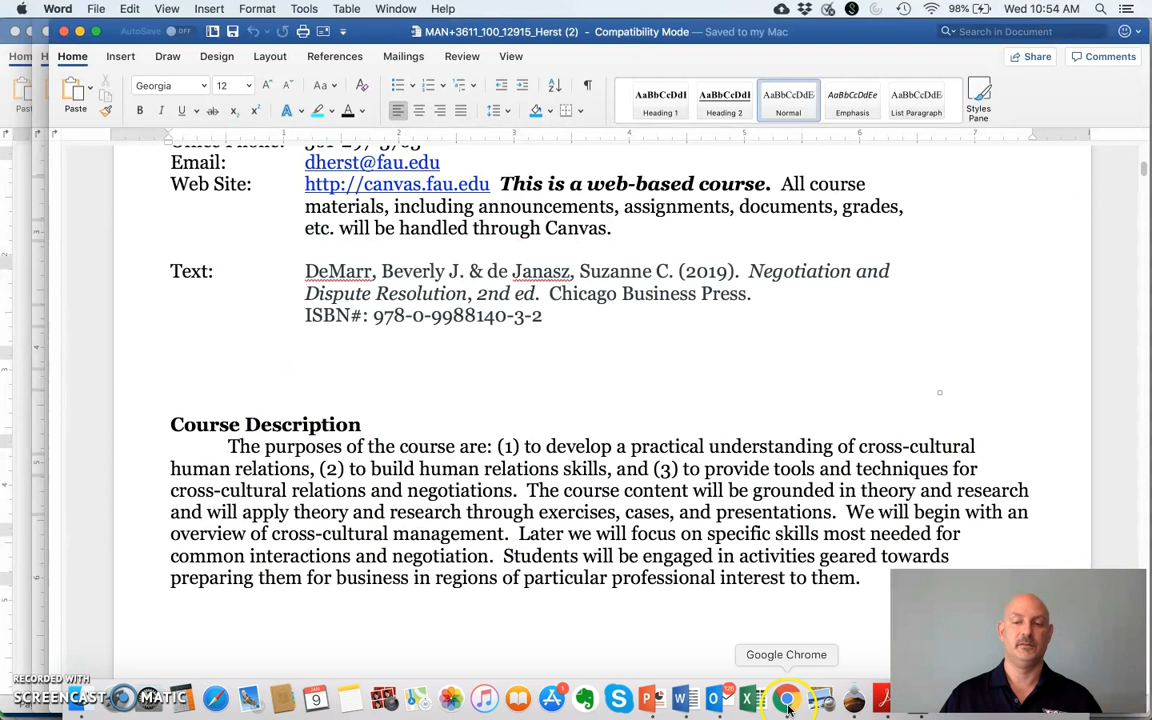 Word File Edit View Insert Format Tools Table Window Help 98% Wed 10:54 AM
AutoSave OFF MAN+3611_100_12915_Herst (2) - Compatibility Mode — Saved to my Mac Search in Document
Home Insert Draw Design Layout References Mailings Review View Share Comments
Paste Georgia 12 AaBbCcDdI AaBbCcDdI AaBbCcDdE AaBbCcDdE AaBbCcDdE
Heading 1 Heading 2 Normal Emphasis List Paragraph Styles Pane
1 2 3 4 5 6 7
Email: dherst@fau.edu
Web Site: http://canvas.fau.edu This is a web-based course. All course
materials, including announcements, assignments, documents, grades,
etc. will be handled through Canvas.
Text: DeMarr, Beverly J. & de Janasz, Suzanne C. (2019). Negotiation and
Dispute Resolution, 2nd ed. Chicago Business Press.
ISBN#: 978-0-9988140-3-2
Course Description
The purposes of the course are: (1) to develop a practical understanding of cross-cultural
human relations, (2) to build human relations skills, and (3) to provide tools and techniques for
cross-cultural relations and negotiations. The course content will be grounded in theory and research
and will apply theory and research through exercises, cases, and presentations. We will begin with an
overview of cross-cultural management. Later we will focus on specific skills most needed for
common interactions and negotiation. Students will be engaged in activities geared towards
preparing them for business in regions of particular professional interest to them.
Google Chrome
RECORDED WITH
SCREENCAST MATIC